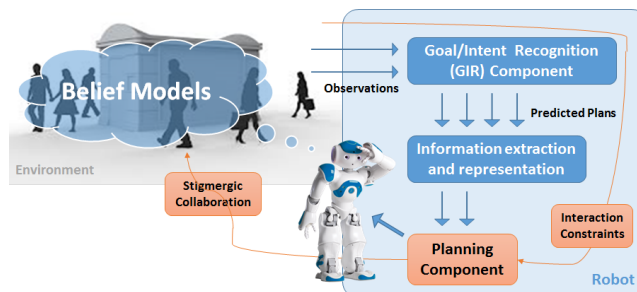 Belief Models
Environment
Observations
Goal/Intent Recognition
(GIR) Component
Predicted Plans
Information extraction
and representation
Stigmergic
Collaboration
Interaction
Constraints
Planning
Component
Robot